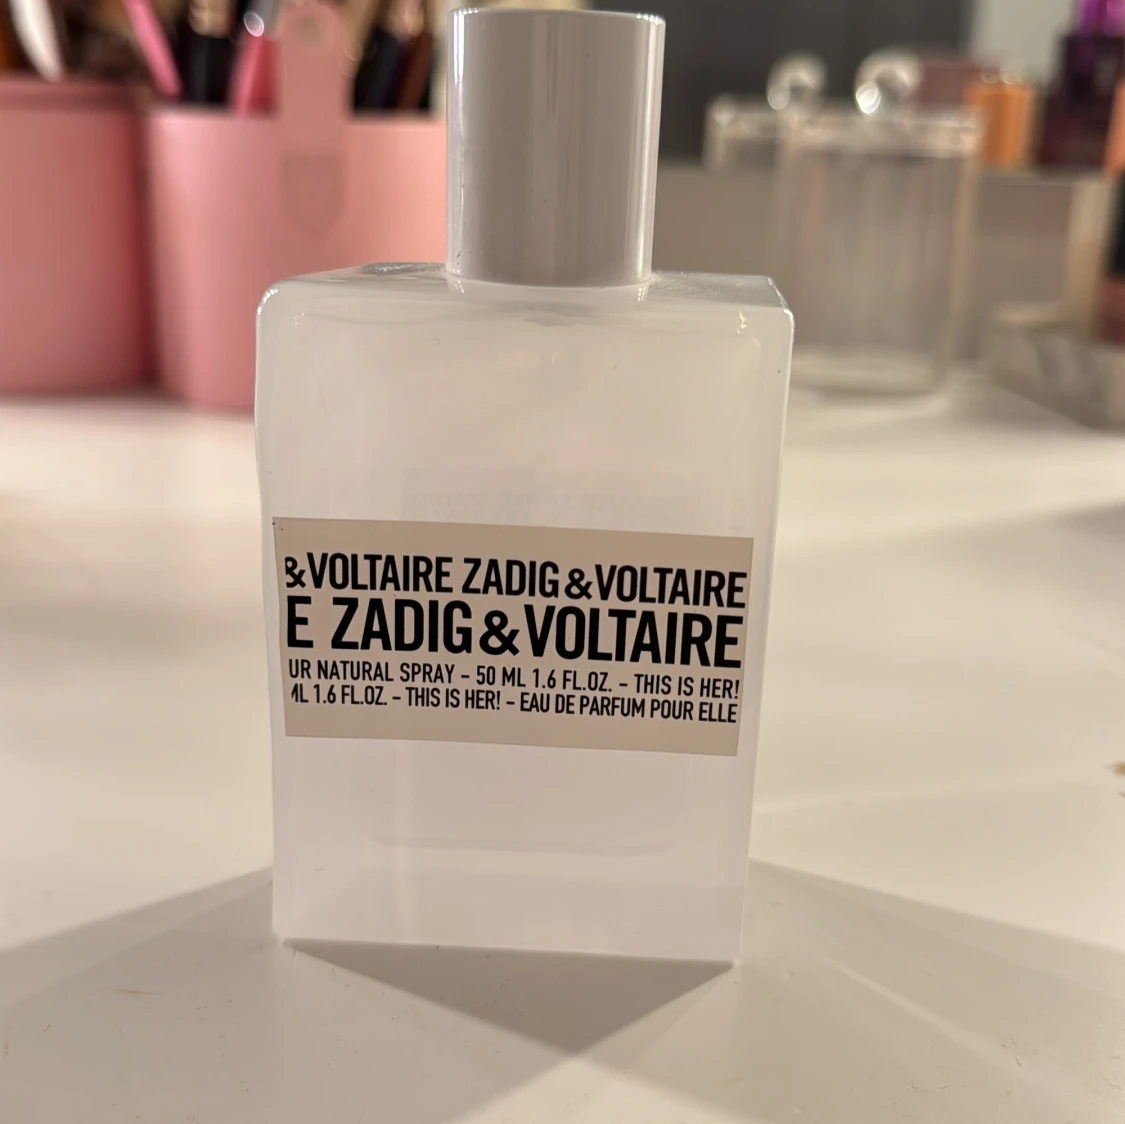 &VOLTAIRE ZADIG&VOLTAIRE
E ZADIG&VOLTAIRE
UR NATURAL SPRAY - 50 ML 1.6 FL.OZ. - THIS IS HER!
ML 1.6 FL.OZ. - THIS IS HER! - EAU DE PARFUM POUR ELLE